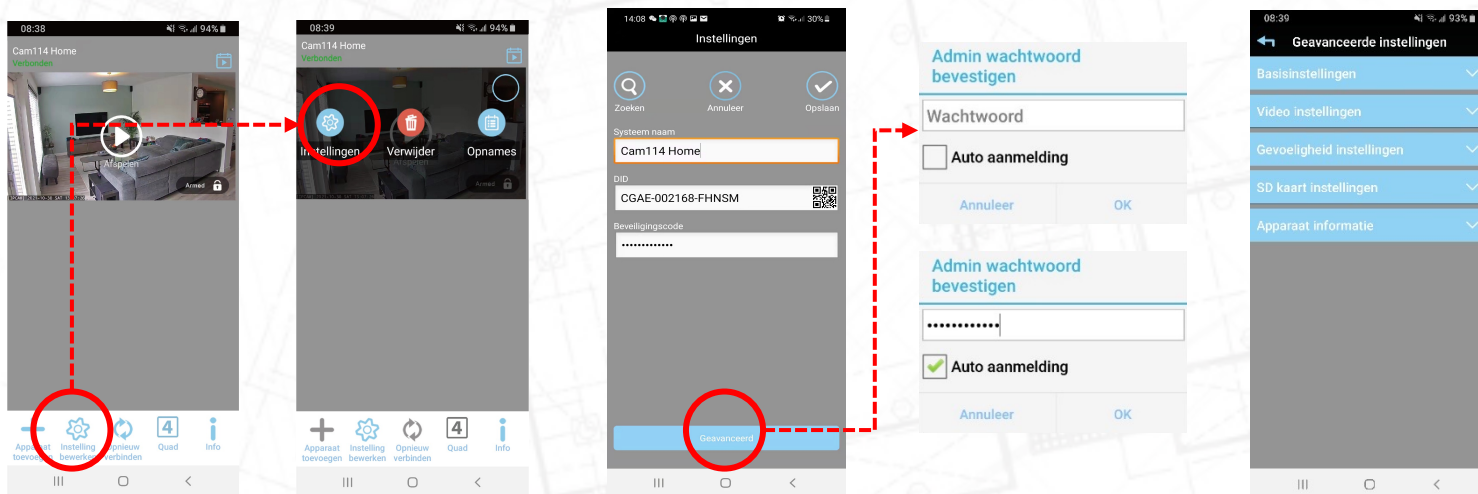 08:38
94%
Cam114 Home
Verbonden
Afspelen
Armed
Apparaat toevoegen
Instelling bewerken
Opnieuw verbinden
4
Quad
Info
08:39
94%
Cam114 Home
Verbonden
Instellingen
Verwijder
Opnames
Afspelen
Armed
Apparaat toevoegen
Instelling bewerken
Opnieuw verbinden
4
Quad
Info
14:08
30%
Instellingen
Zoeken
Annuleer
Opslaan
Systeem naam
Cam114 Home
DID
CGAE-002168-FHNSM
Beveiligingscode
•••••••••••••
Geavanceerd
Admin wachtwoord
bevestigen
Wachtwoord
Auto aanmelding
Annuleer
OK
Admin wachtwoord
bevestigen
••••••••••••
Auto aanmelding
Annuleer
OK
08:39
93%
Geavanceerde instellingen
Basisinstellingen
Video instellingen
Gevoeligheid instellingen
SD kaart instellingen
Apparaat informatie